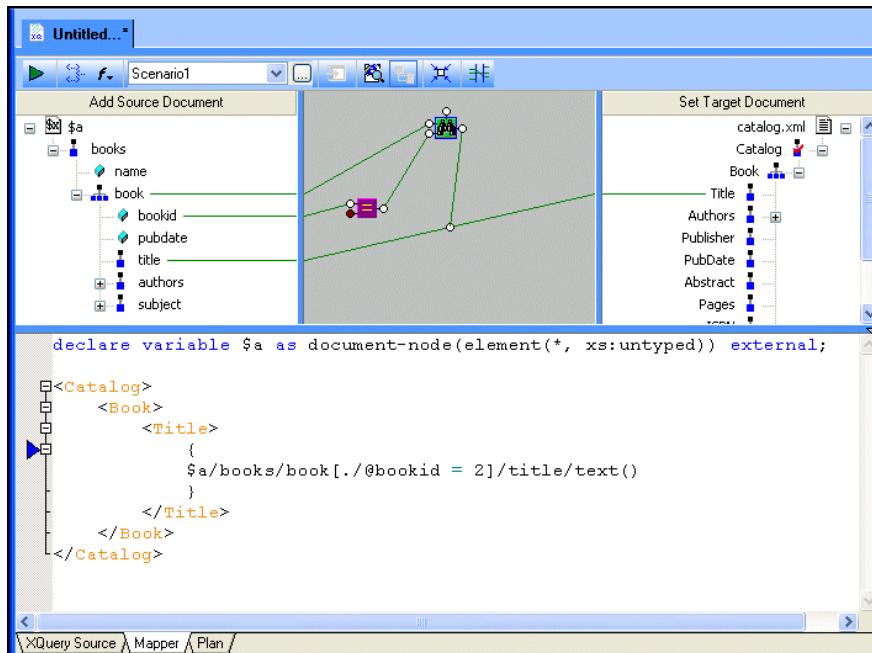 Untitled...*
Scenario1
Add Source Document
Set Target Document
$a
books
name
book
bookid
pubdate
title
authors
subject
catalog.xml
Catalog
Book
Title
Authors
Publisher
PubDate
Abstract
Pages
declare variable $a as document-node(element(*, xs:untyped)) external;
<Catalog>
<Book>
<Title>
{
$a/books/book[./@bookid = 2]/title/text()
}
</Title>
</Book>
</Catalog>
XQuery Source
Mapper
Plan